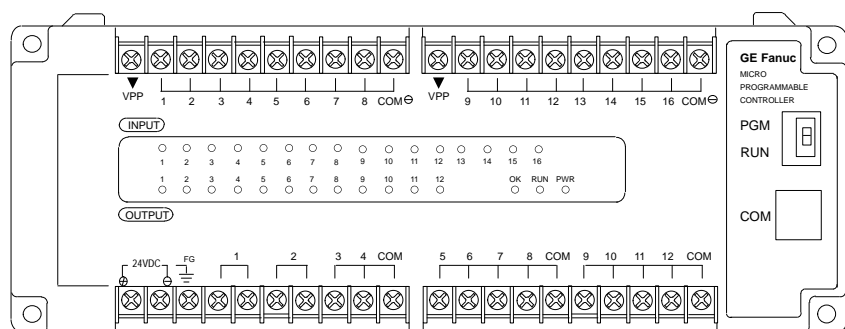 GE Fanuc
MICRO
PROGRAMMABLE
CONTROLLER
VPP 1 2 3 4 5 6 7 8 COM⊖
VPP 9 10 11 12 13 14 15 16 COM⊖
INPUT
1 2 3 4 5 6 7 8 9 10 11 12 13 14 15 16
1 2 3 4 5 6 7 8 9 10 11 12 OK RUN PWR
OUTPUT
PGM
RUN
COM
24VDC FG 1 2 3 4 COM
5 6 7 8 COM 9 10 11 12 COM